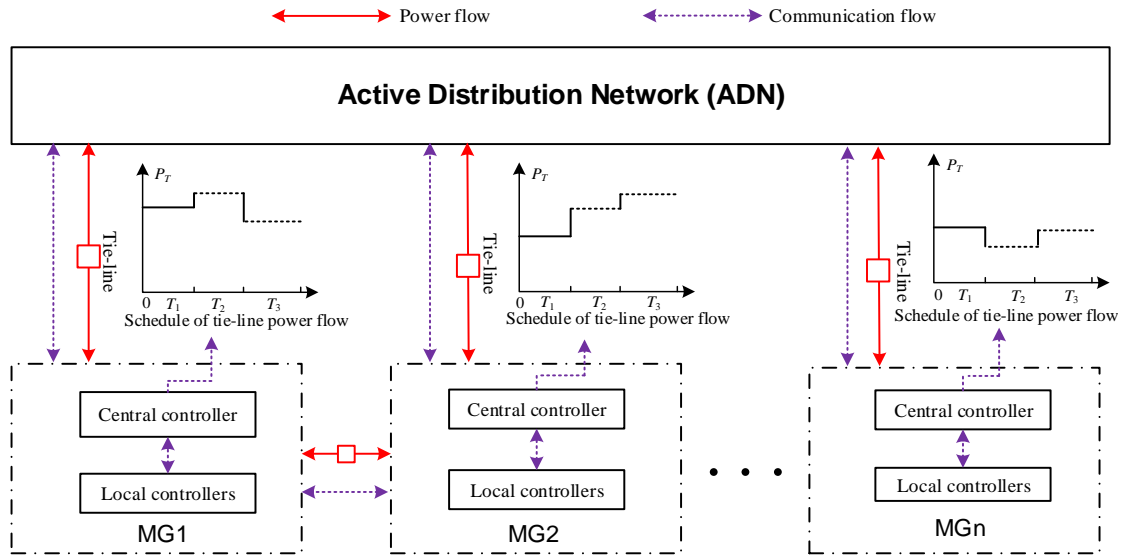 Power flow
Communication flow
Active Distribution Network (ADN)
P_T
Tie-line
0 T_1 T_2 T_3
Schedule of tie-line power flow
P_T
Tie-line
0 T_1 T_2 T_3
Schedule of tie-line power flow
P_T
Tie-line
0 T_1 T_2 T_3
Schedule of tie-line power flow
Central controller
Local controllers
MG1
Central controller
Local controllers
MG2
• • •
Central controller
Local controllers
MGn